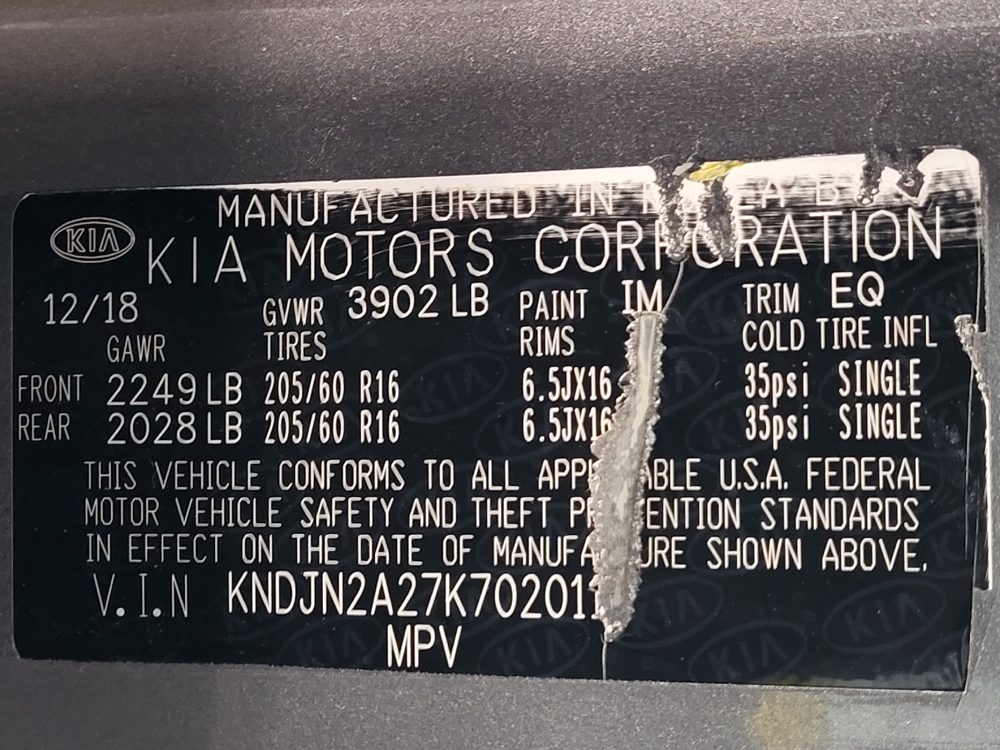 MANUFACTURED IN
KIA
KIA MOTORS CORPORATION
12/18 GVWR 3902 LB PAINT IM TRIM EQ
GAWR TIRES RIMS COLD TIRE INFL
FRONT 2249 LB 205/60 R16 6.5JX16 35psi SINGLE
REAR 2028 LB 205/60 R16 6.5JX16 35psi SINGLE
THIS VEHICLE CONFORMS TO ALL U.S.A. FEDERAL
MOTOR VEHICLE SAFETY AND THEFT STANDARDS
IN EFFECT ON THE DATE OF SHOWN ABOVE.
V.I.N
MPV